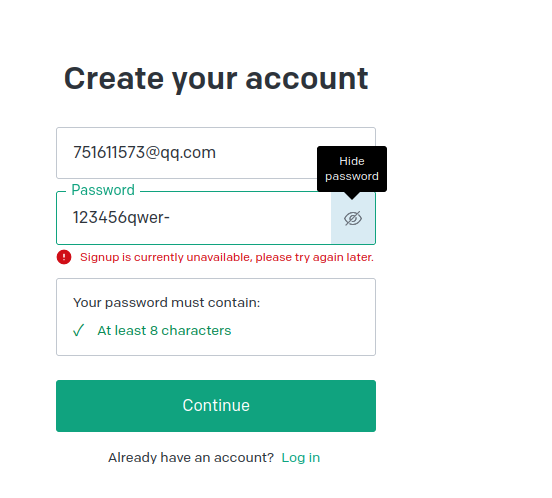 Create your account
751611573@qq.com
Hide
password
Password
123456qwer-
Signup is currently unavailable, please try again later.
Your password must contain:
✓ At least 8 characters
Continue
Already have an account? Log in